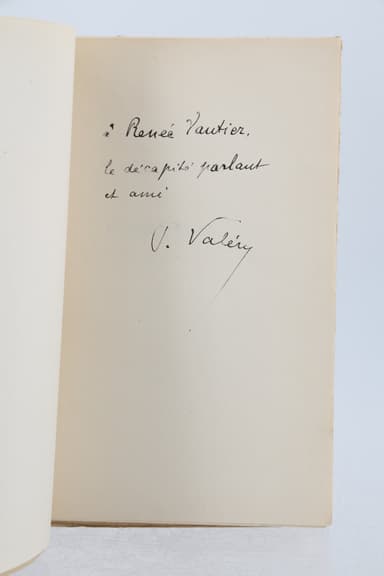 à Renée Vautier,
le décapité parlant
et ami
P. Valéry